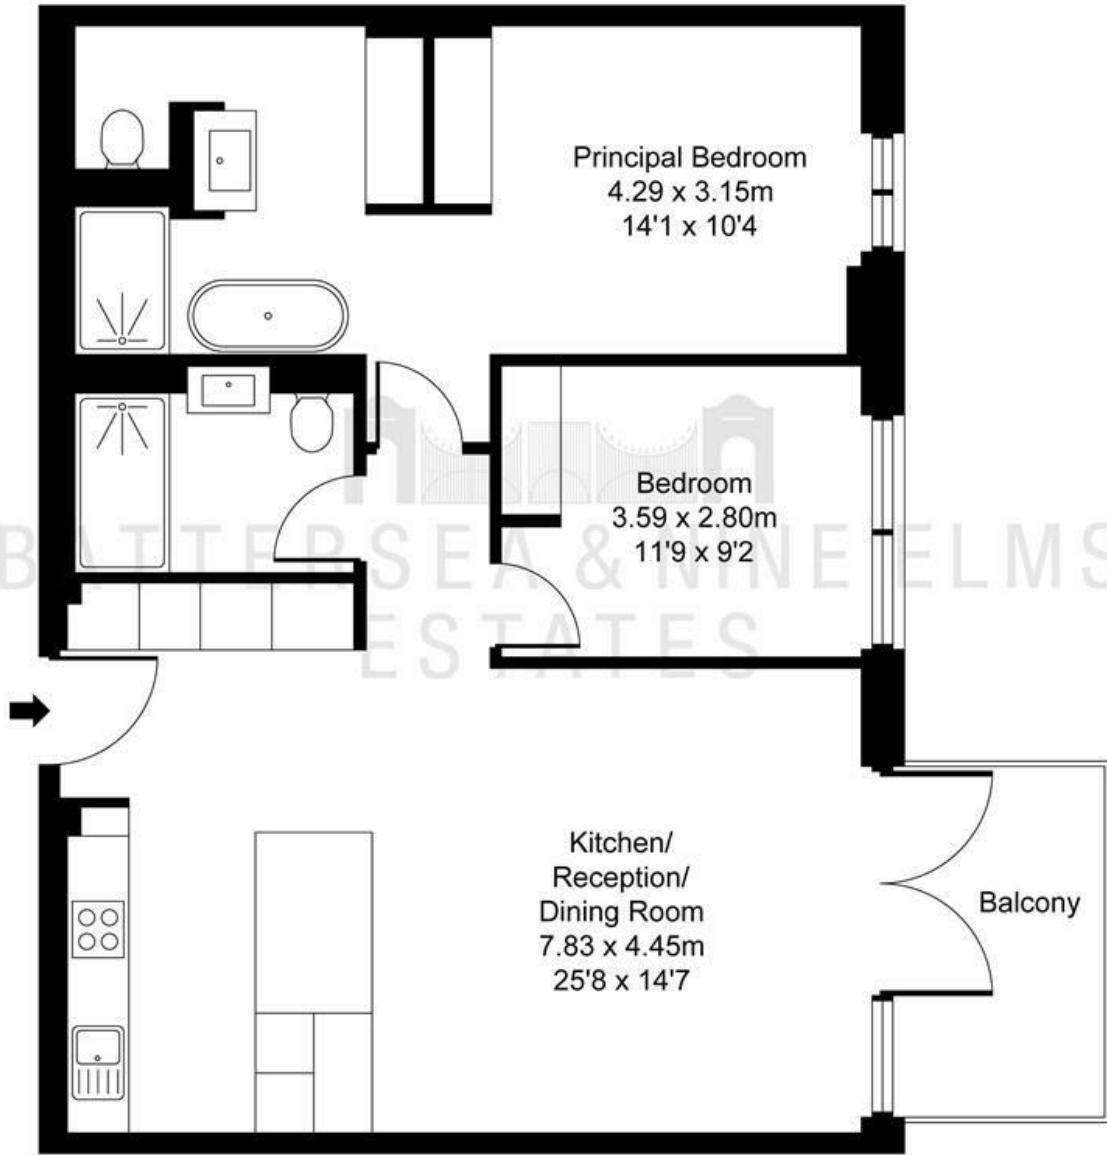 Principal Bedroom
4.29 x 3.15m
14'1 x 10'4
Bedroom
3.59 x 2.80m
11'9 x 9'2
BATTERSEA & NINE ELMS
ESTATES
Kitchen/
Reception/
Dining Room
7.83 x 4.45m
25'8 x 14'7
Balcony